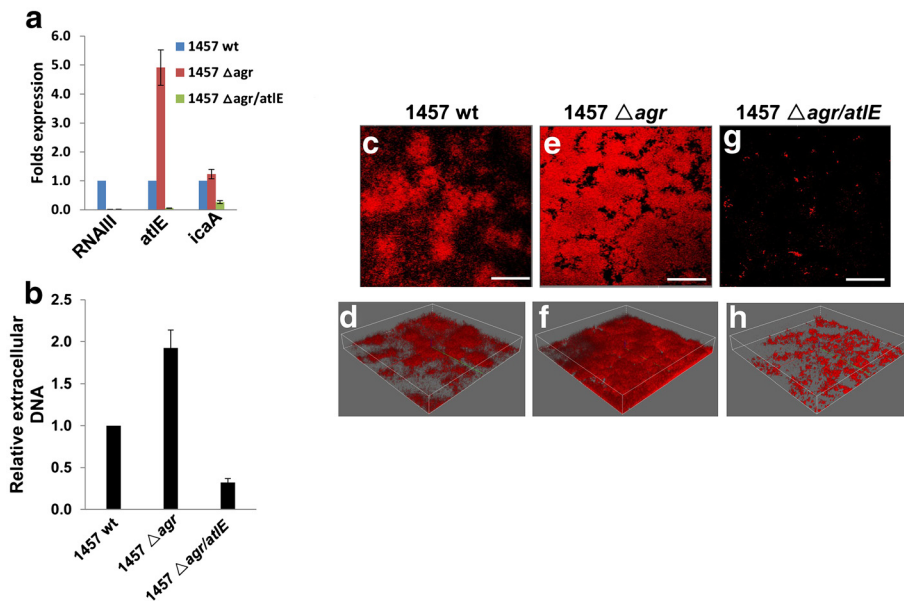 a
6.0
5.0
4.0
3.0
2.0
1.0
0.0
Folds expression
1457 wt
1457 △agr
1457 △agr/atlE
RNAIII
atlE
icaA
b
2.5
2.0
1.5
1.0
0.5
0.0
Relative extracellular
DNA
1457 wt
1457 △agr
1457 △agr/atlE
1457 wt
1457 △agr
1457 △agr/atlE
c
e
g
d
f
h